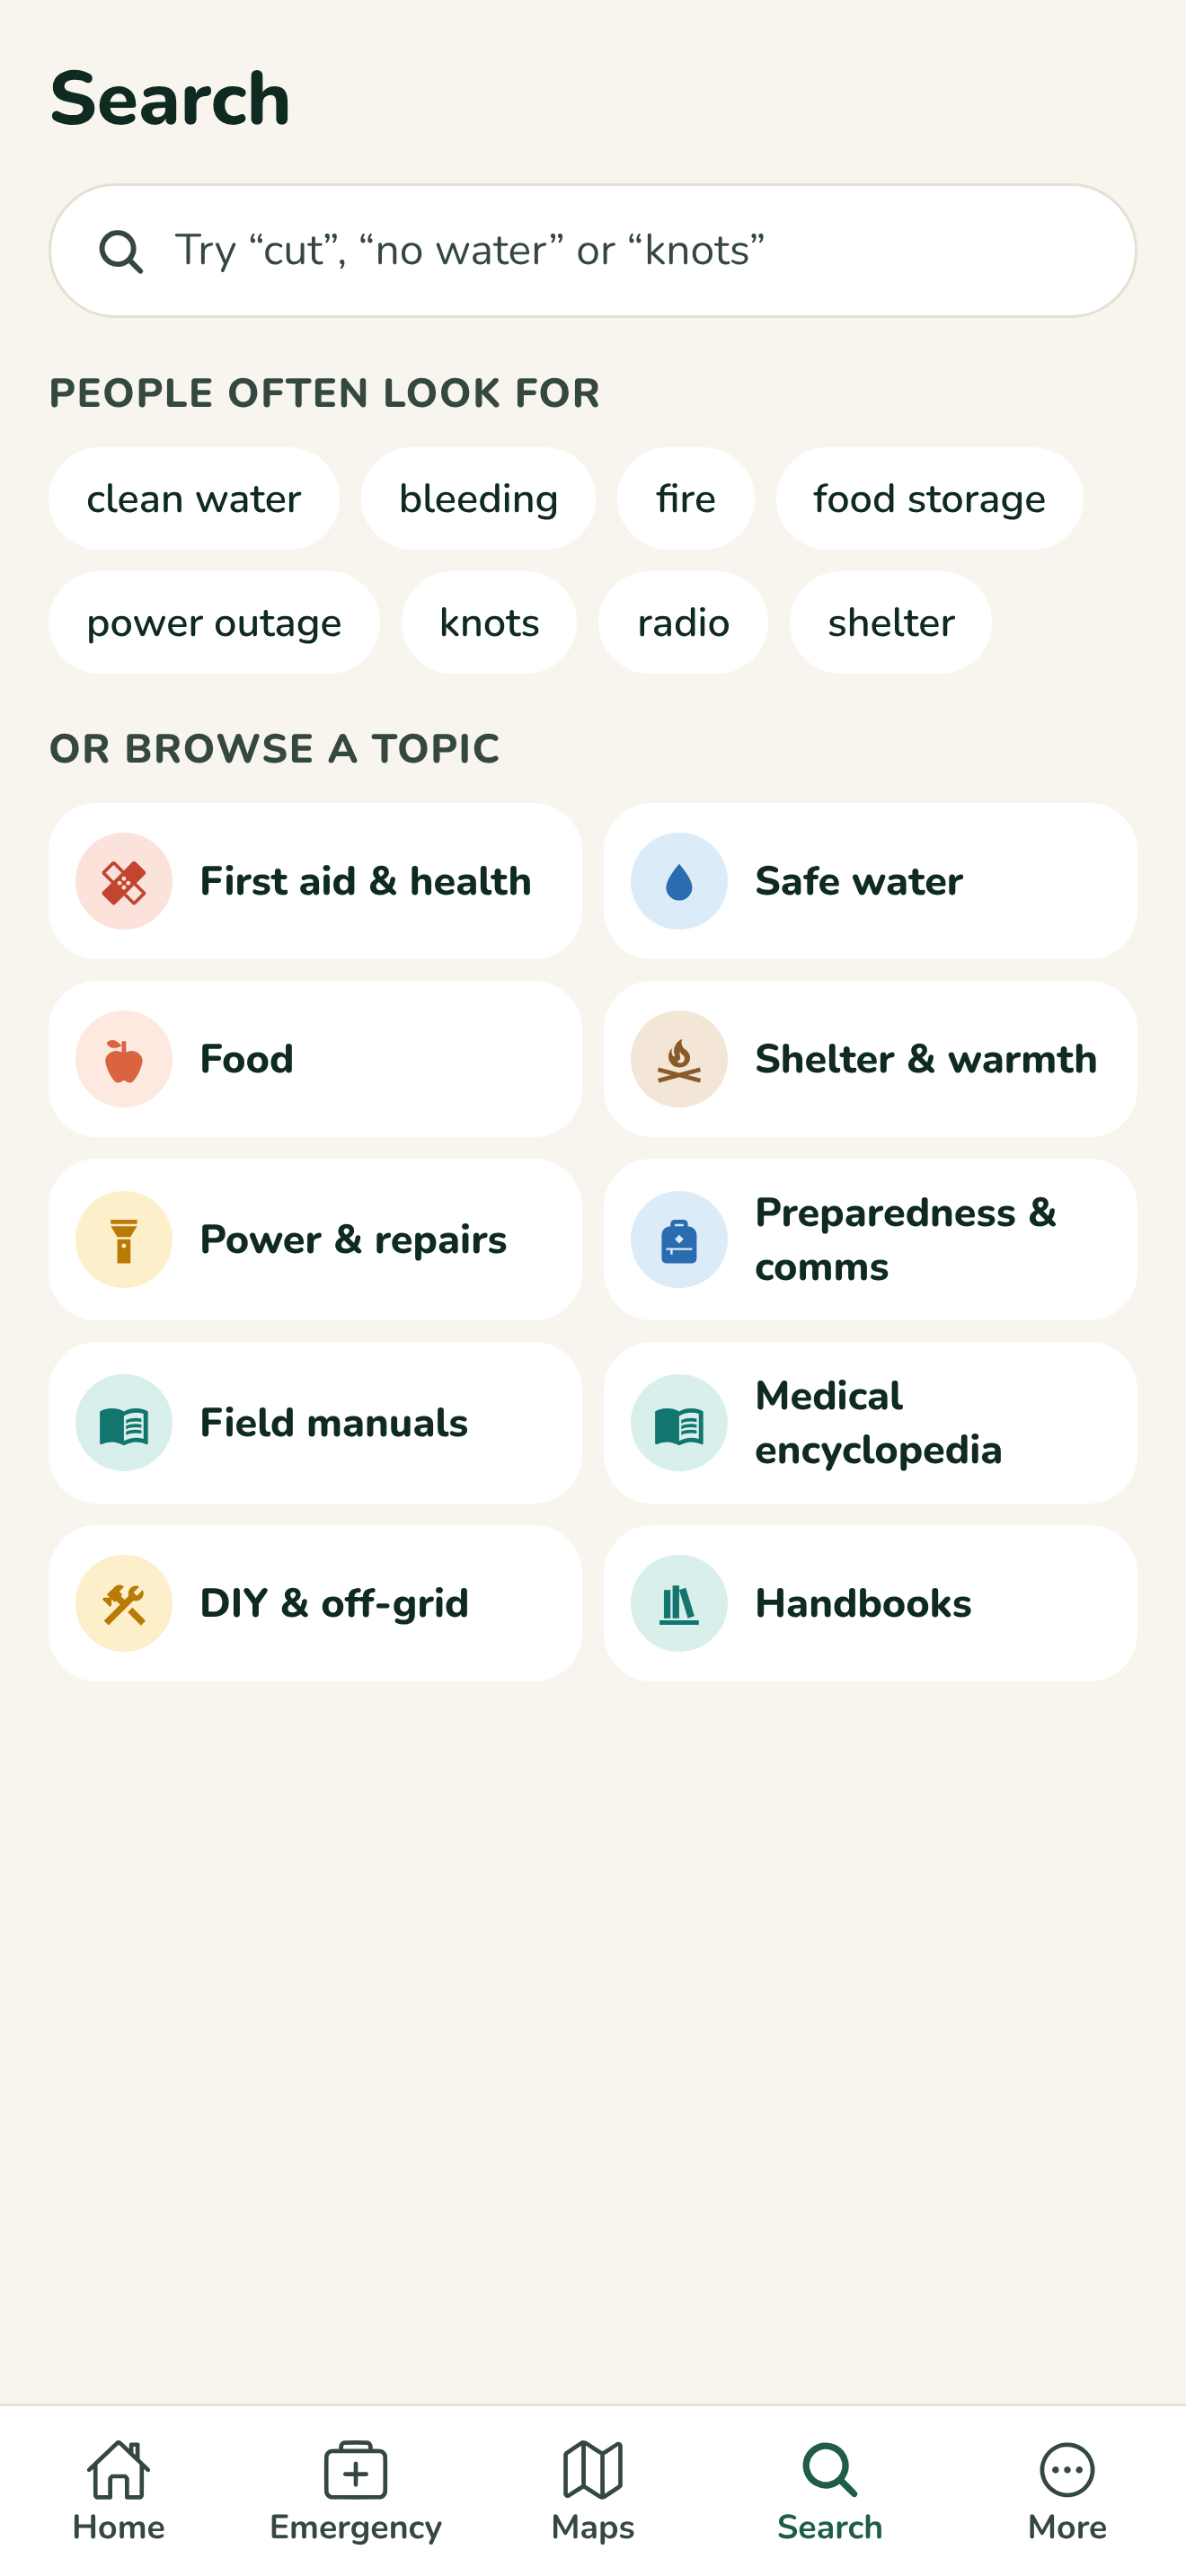 Search
Try “cut”, “no water” or “knots”
PEOPLE OFTEN LOOK FOR
clean water
bleeding
fire
food storage
power outage
knots
radio
shelter
OR BROWSE A TOPIC
First aid & health
Safe water
Food
Shelter & warmth
Power & repairs
Preparedness &
comms
Field manuals
Medical
encyclopedia
DIY & off-grid
Handbooks
Home
Emergency
Maps
Search
More